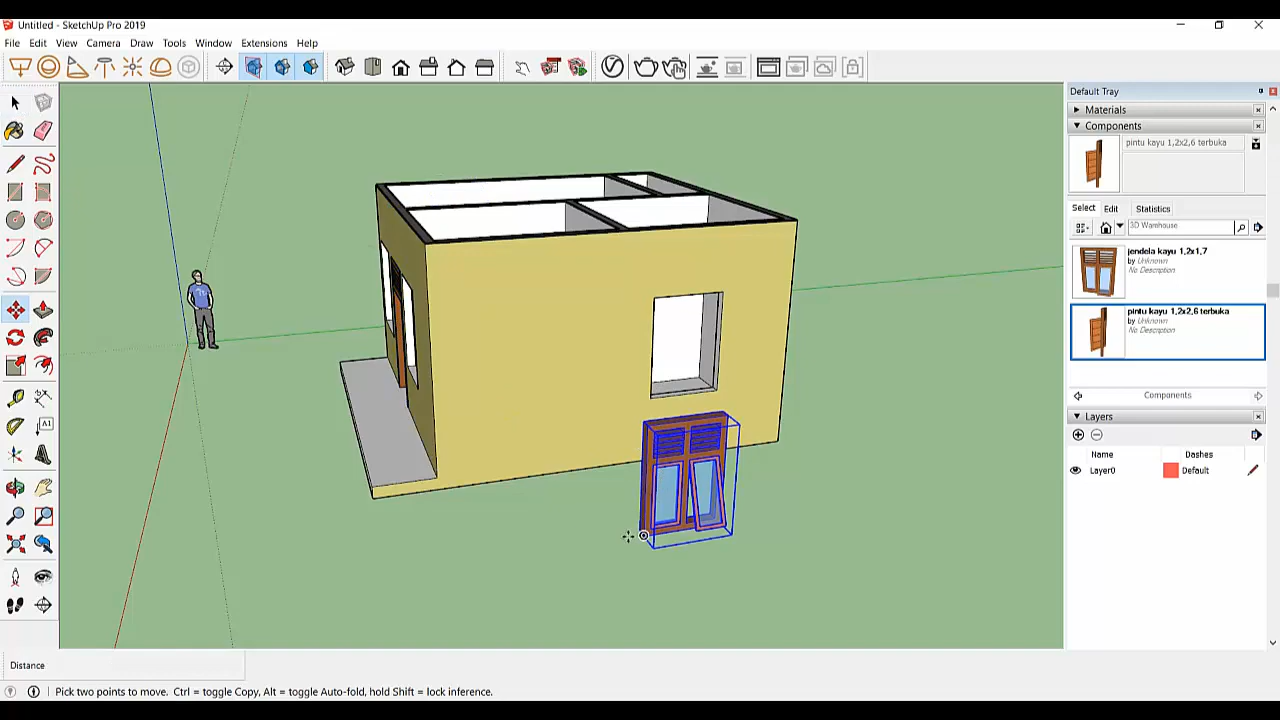 Untitled - SketchUp Pro 2019
File Edit View Camera Draw Tools Window Extensions Help
Default Tray
Materials
Components
pintu kayu 1,2x2,6 terbuka
Select Edit Statistics
3D Warehouse
jendela kayu 1,2x1,7
by Unknown
No Description
pintu kayu 1,2x2,6 terbuka
by Unknown
No Description
Components
Layers
Name Dashes
Layer0 Default
A1
Distance
Pick two points to move. Ctrl = toggle Copy, Alt = toggle Auto-fold, hold Shift = lock inference.